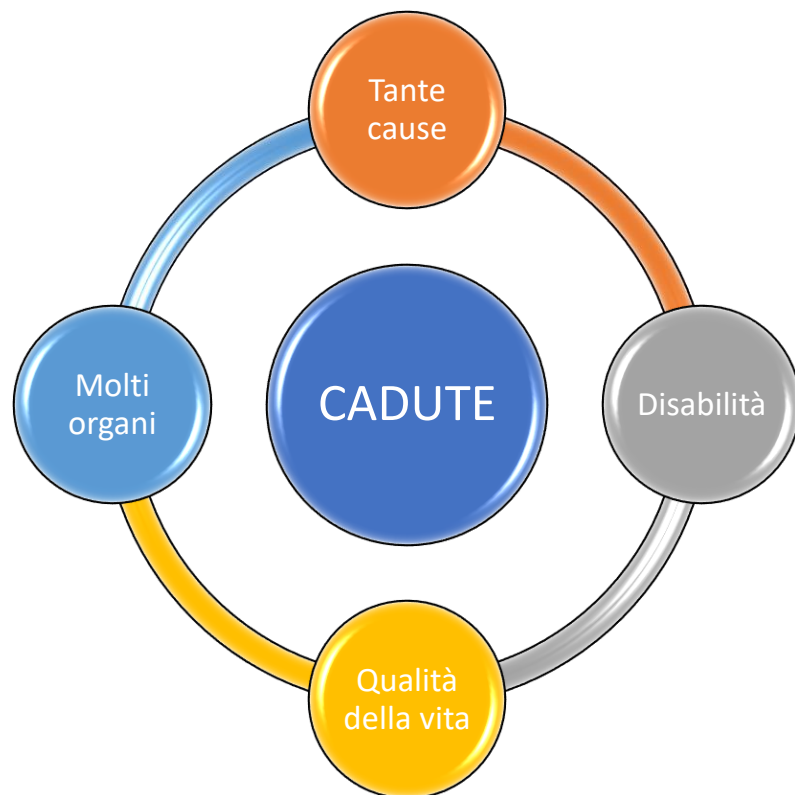 Tante
cause
Molti
organi
CADUTE
Disabilità
Qualità
della vita